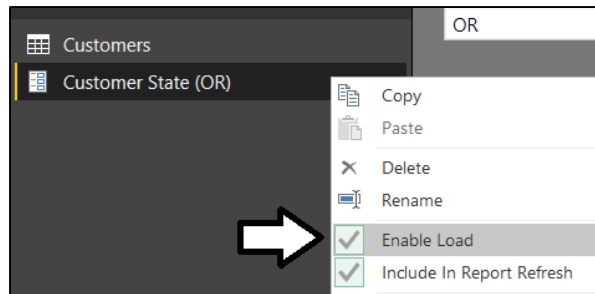 OR
Customers
Customer State (OR)
Copy
Paste
Delete
Rename
Enable Load
Include In Report Refresh